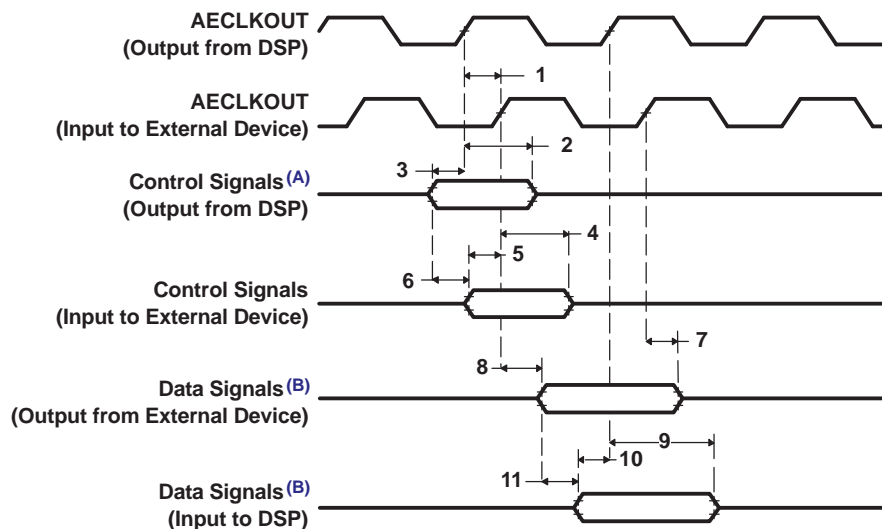 AECLKOUT
(Output from DSP)
1
AECLKOUT
(Input to External Device)
2
3
Control Signals (A)
(Output from DSP)
4
5
6
Control Signals
(Input to External Device)
7
8
Data Signals (B)
(Output from External Device)
9
10
11
Data Signals (B)
(Input to DSP)